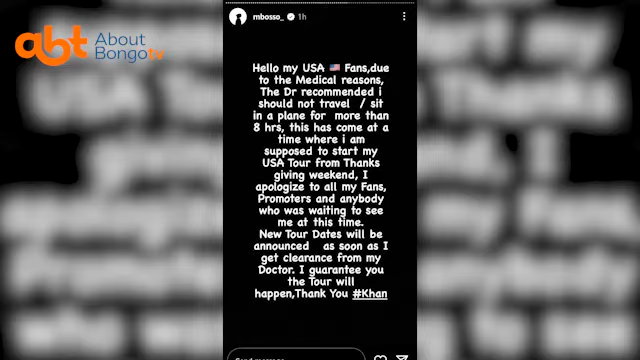 abt About
Bongo tv
mbosso_ 1h
Hello my USA 🇺🇸 Fans,due
to the Medical reasons,
The Dr recommended i
should not travel / sit
in a plane for more than
8 hrs, this has come at a
time where i am
supposed to start my
USA Tour from Thanks
giving weekend, I
apologize to all my Fans,
Promoters and anybody
who was waiting to see
me at this time.
New Tour Dates will be
announced as soon as I
get clearance from my
Doctor. I guarantee you
the Tour will
happen,Thank You #Khan